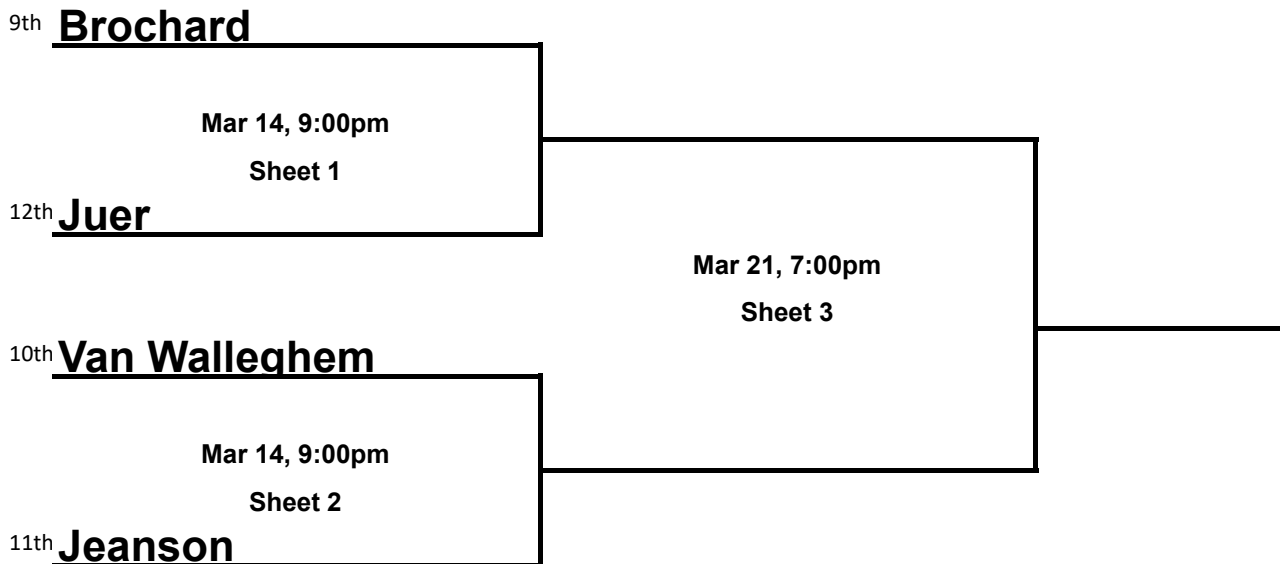 9th Brochard
Mar 14, 9:00pm
Sheet 1
12th Juer
Mar 21, 7:00pm
Sheet 3
10th Van Walleghem
Mar 14, 9:00pm
Sheet 2
11th Jeanson